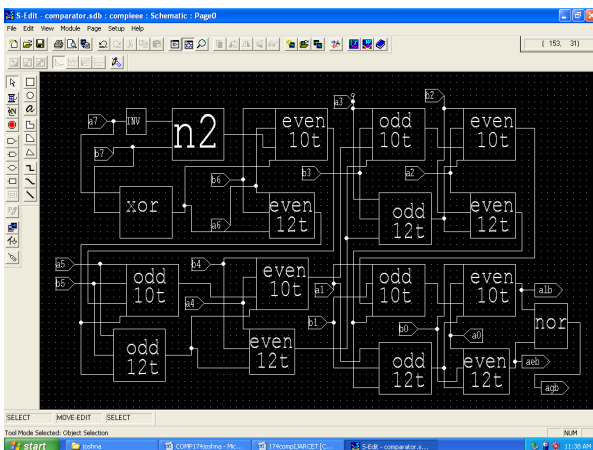 S-Edit - comparator.sdb : compieee : Schematic : Page0
File Edit View Module Page Setup Help
( 153, 31)
a7
INV
n2
even
10t
a3
odd
10t
b2
even
10t
b7
b6
b3
a2
xor
a6
even
12t
odd
12t
even
12t
a5
b5
odd
10t
b4
a4
even
10t
a1
odd
10t
even
10t
alb
b1
b0
a0
nor
odd
12t
even
12t
odd
12t
even
12t
aeb
agb
SELECT MOVE-EDIT SELECT
Tool Mode Selected: Object Selection NUM
start joshna COMP174joshna - Mic... 174compIJARCET [C... S-Edit - comparator.s... 11:38 AM